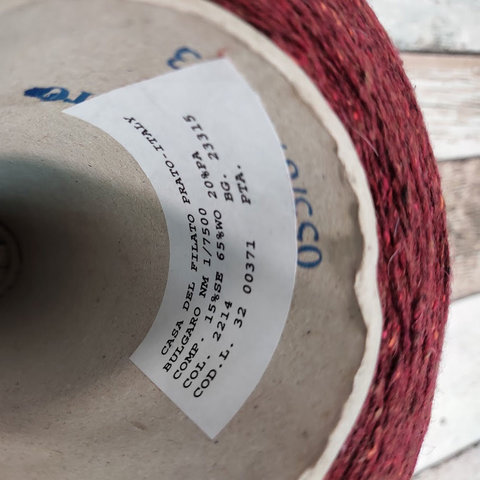 CASA DEL FILATO PRATO-ITALY
BULGARO NM 1/7500
COMP. 15%SE 65%WO 20%PA
COL. 2214 BG. 23315
COD.L. 32 00371 PTA.